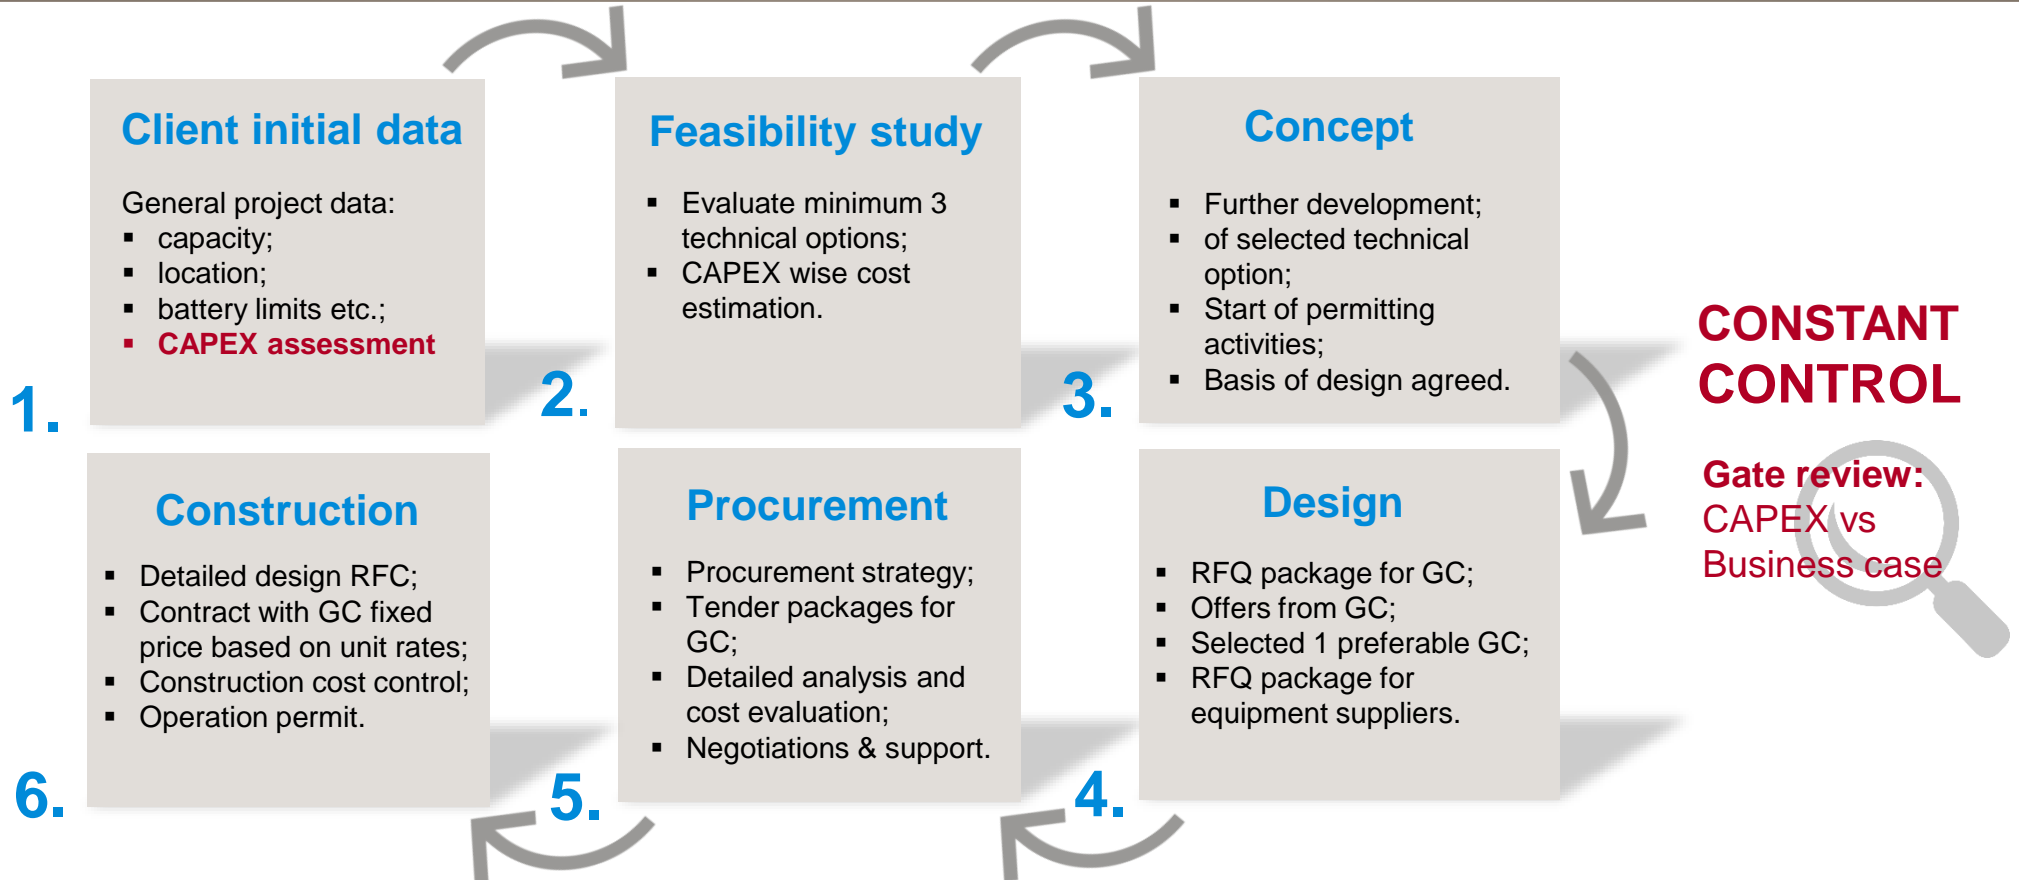 Client initial data
General project data:
▪ capacity;
▪ location;
▪ battery limits etc.;
▪ CAPEX assessment
1.
Feasibility study
▪ Evaluate minimum 3
technical options;
▪ CAPEX wise cost
estimation.
2.
Concept
▪ Further development;
▪ of selected technical
option;
▪ Start of permitting
activities;
▪ Basis of design agreed.
3.
Design
▪ RFQ package for GC;
▪ Offers from GC;
▪ Selected 1 preferable GC;
▪ RFQ package for
equipment suppliers.
4.
Procurement
▪ Procurement strategy;
▪ Tender packages for
GC;
▪ Detailed analysis and
cost evaluation;
▪ Negotiations & support.
5.
Construction
▪ Detailed design RFC;
▪ Contract with GC fixed
price based on unit rates;
▪ Construction cost control;
▪ Operation permit.
6.
CONSTANT
CONTROL
Gate review:
CAPEX vs
Business case